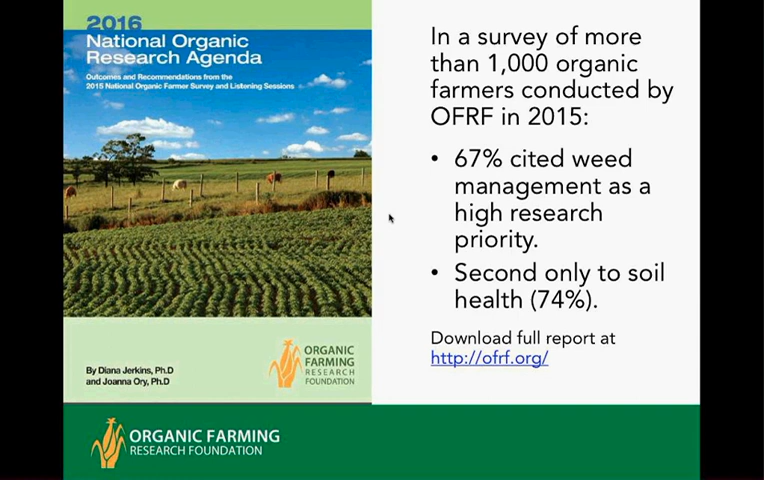 2016
National Organic
Research Agenda
Outcomes and Recommendations from the
2015 National Organic Farmer Survey and Listening Sessions
By Diana Jerkins, Ph.D
and Joanna Ory, Ph.D
ORGANIC
FARMING
RESEARCH
FOUNDATION
In a survey of more
than 1,000 organic
farmers conducted by
OFRF in 2015:
• 67% cited weed
management as a
high research
priority.
• Second only to soil
health (74%).
Download full report at
http://ofrf.org/
ORGANIC FARMING
RESEARCH FOUNDATION